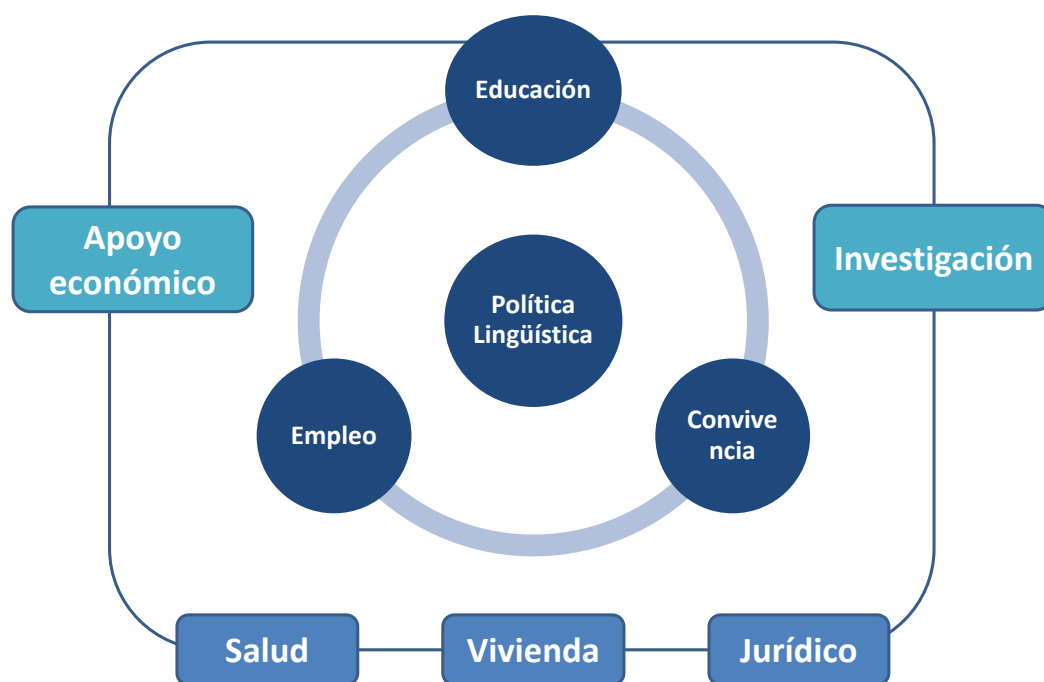 Educación
Apoyo
económico
Investigación
Política
Lingüística
Empleo
Convive
ncia
Salud
Vivienda
Jurídico